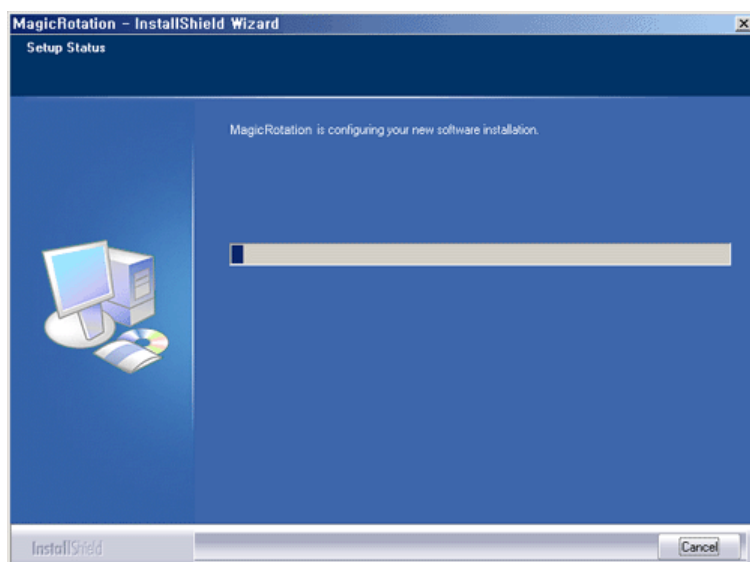 MagicRotation - InstallShield Wizard
Setup Status
MagicRotation is configuring your new software installation.
InstallShield
Cancel